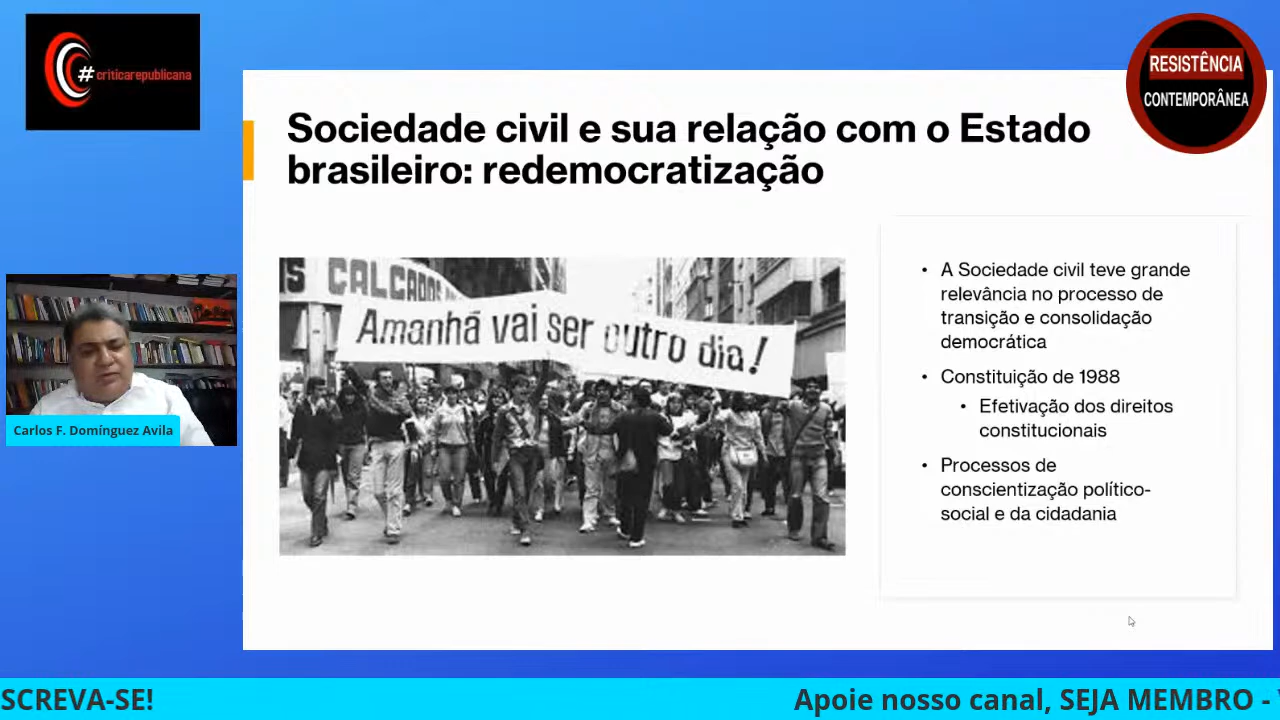 #criticarepublicana
RESISTÊNCIA
CONTEMPORÂNEA
Sociedade civil e sua relação com o Estado
brasileiro: redemocratização
CALÇADOS
Amanhã vai ser outro dia!
• A Sociedade civil teve grande
relevância no processo de
transição e consolidação
democrática
• Constituição de 1988
• Efetivação dos direitos
constitucionais
• Processos de
conscientização político-
social e da cidadania
Carlos F. Domínguez Avila
SCREVA-SE!
Apoie nosso canal, SEJA MEMBRO -